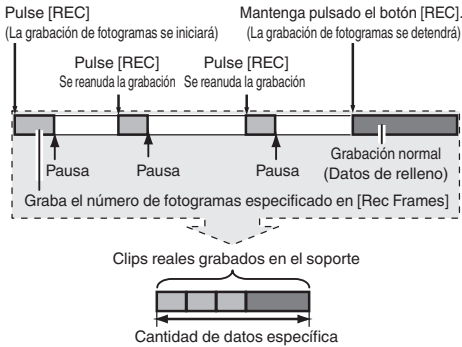 Pulse [REC]
(La grabación de fotogramas se iniciará)
Mantenga pulsado el botón [REC].
(La grabación de fotogramas se detendrá)
Pulse [REC]
Se reanuda la grabación
Pulse [REC]
Se reanuda la grabación
Pausa
Pausa
Pausa
Grabación normal
(Datos de relleno)
Graba el número de fotogramas especificado en [Rec Frames]
Clips reales grabados en el soporte
Cantidad de datos específica